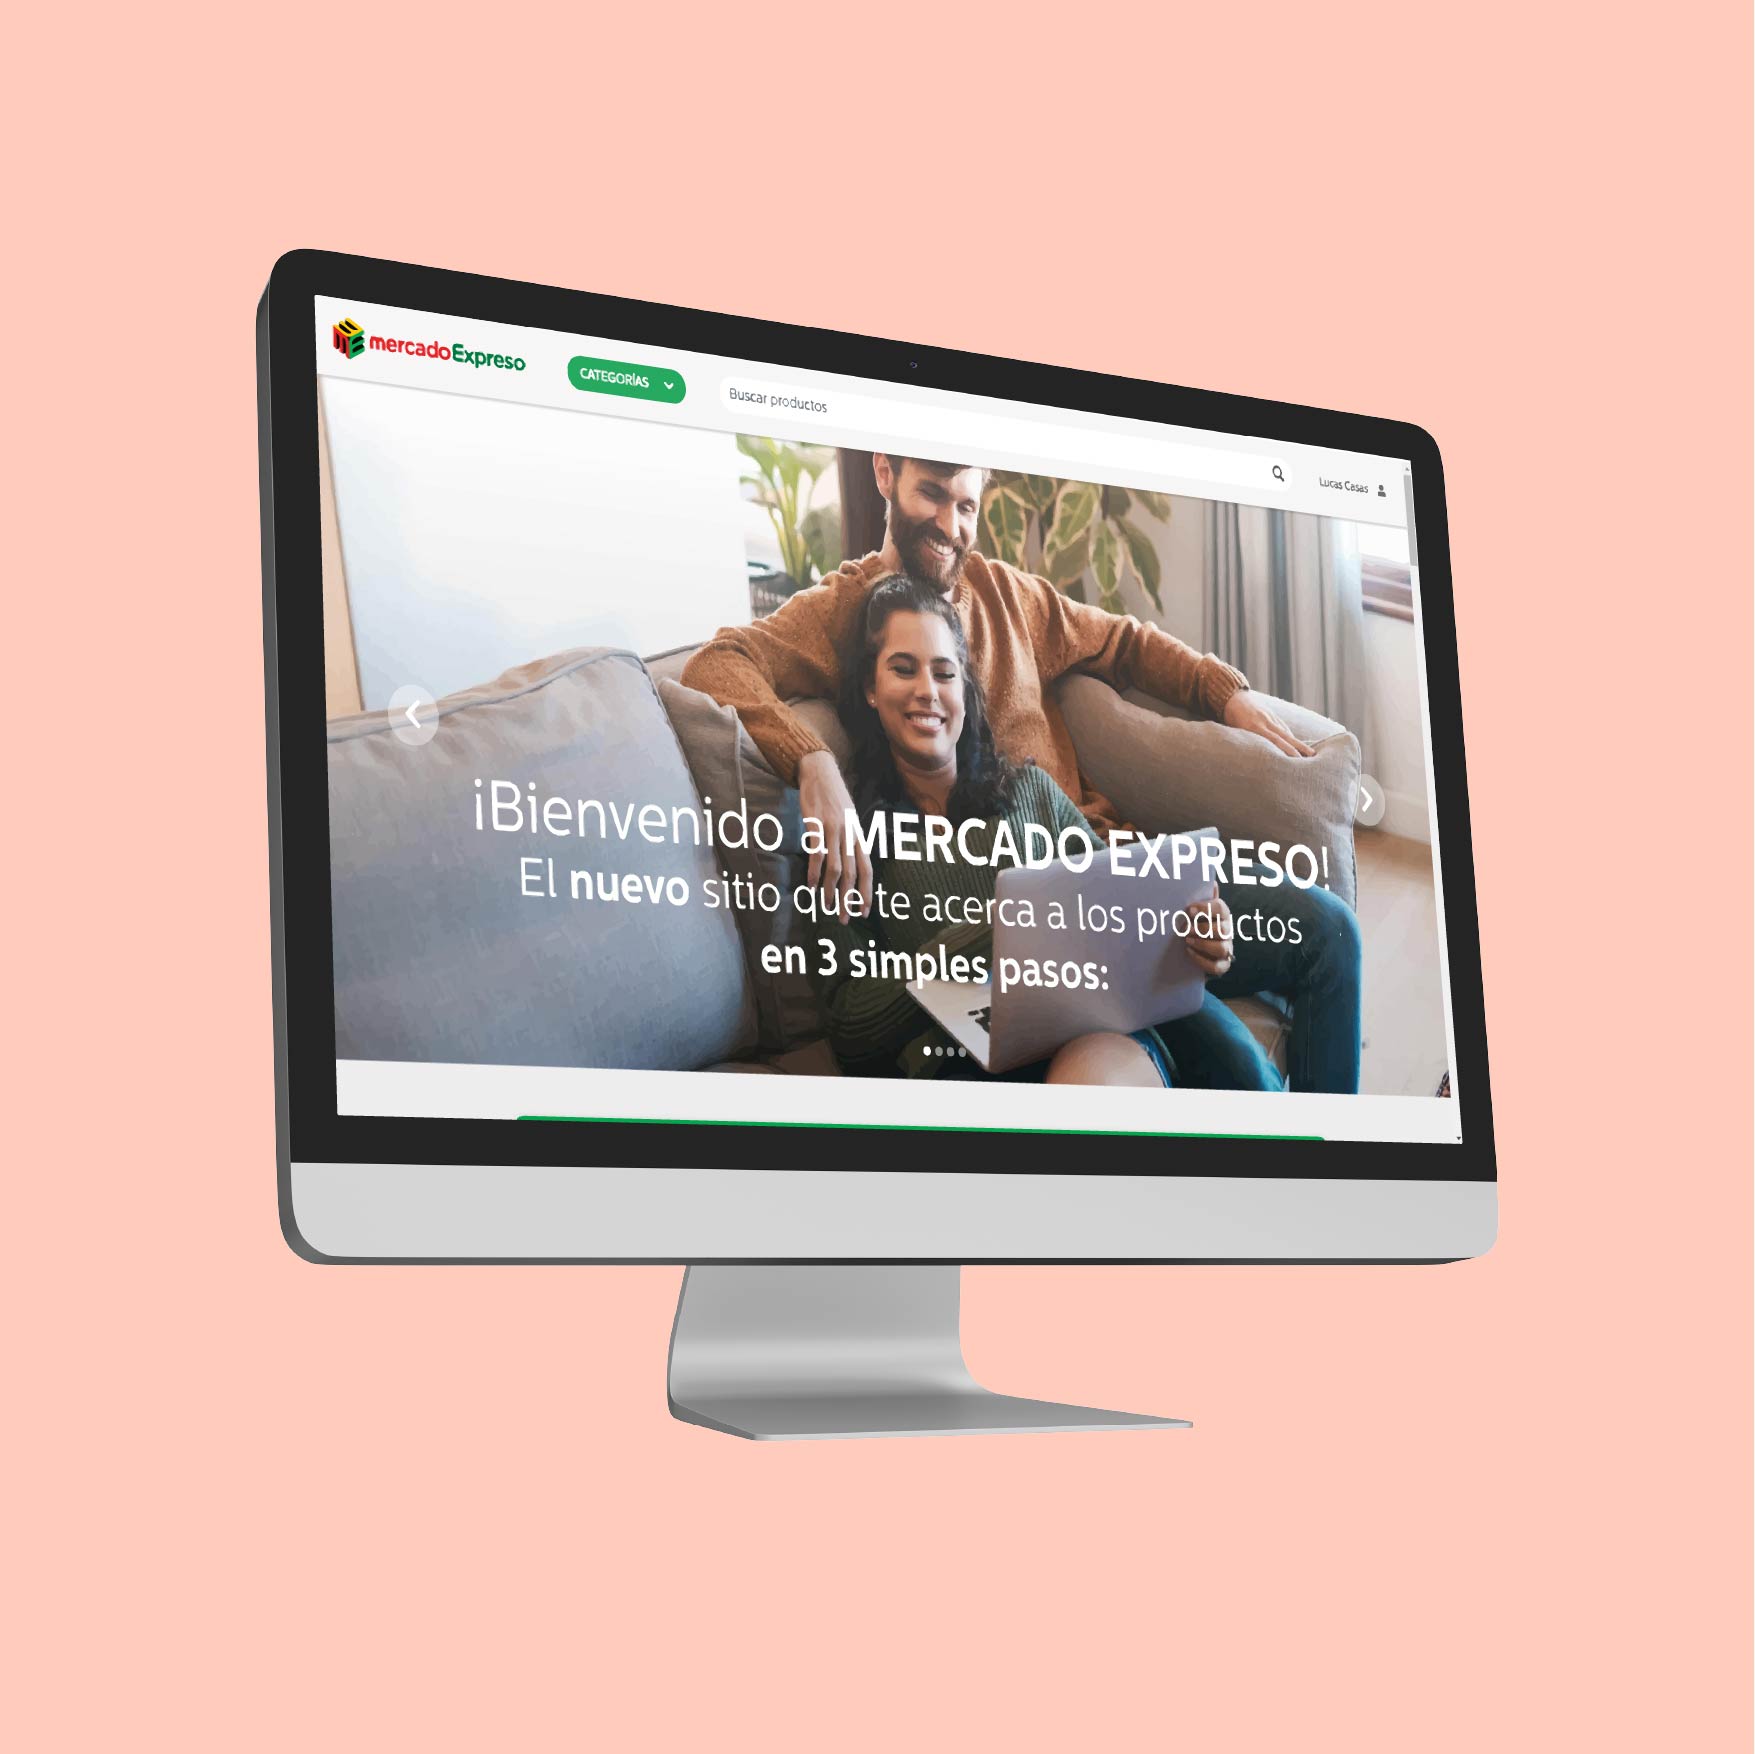 mercadoExpreso
CATEGORÍAS
Buscar productos
Lucas Casas
¡Bienvenido a MERCADO EXPRESO!
El nuevo sitio que te acerca a los productos
en 3 simples pasos: